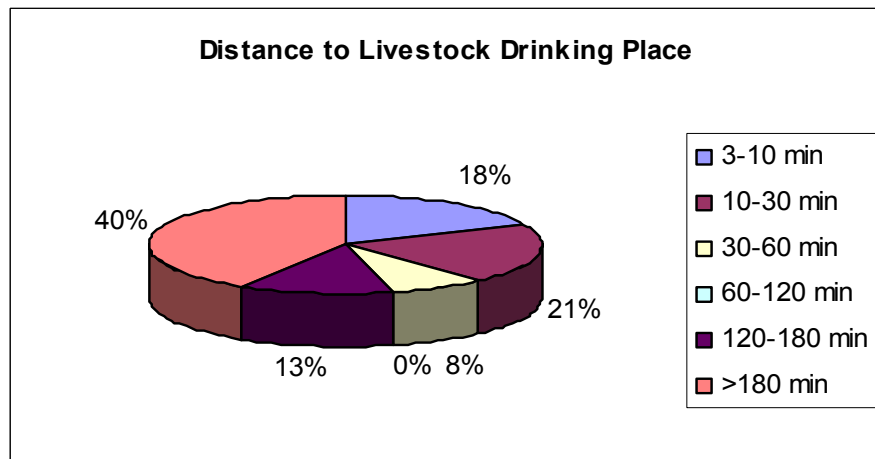 Distance to Livestock Drinking Place
18%
40%
21%
13%
0%
8%
3-10 min
10-30 min
30-60 min
60-120 min
120-180 min
>180 min